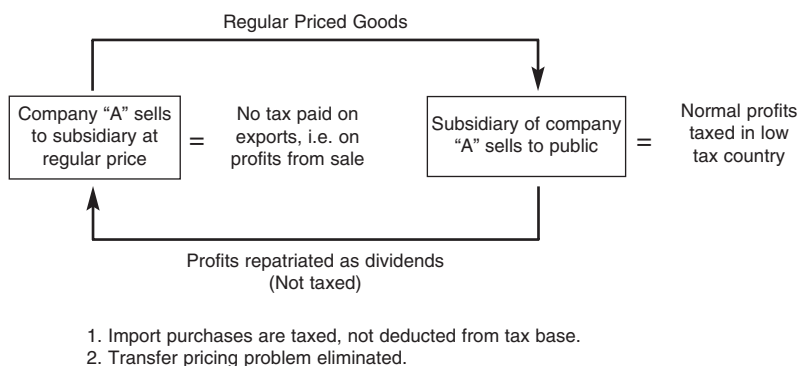 Regular Priced Goods
Company “A” sells
to subsidiary at
regular price
=
No tax paid on
exports, i.e. on
profits from sale
Subsidiary of company
“A” sells to public
=
Normal profits
taxed in low
tax country
Profits repatriated as dividends
(Not taxed)
1. Import purchases are taxed, not deducted from tax base.
2. Transfer pricing problem eliminated.